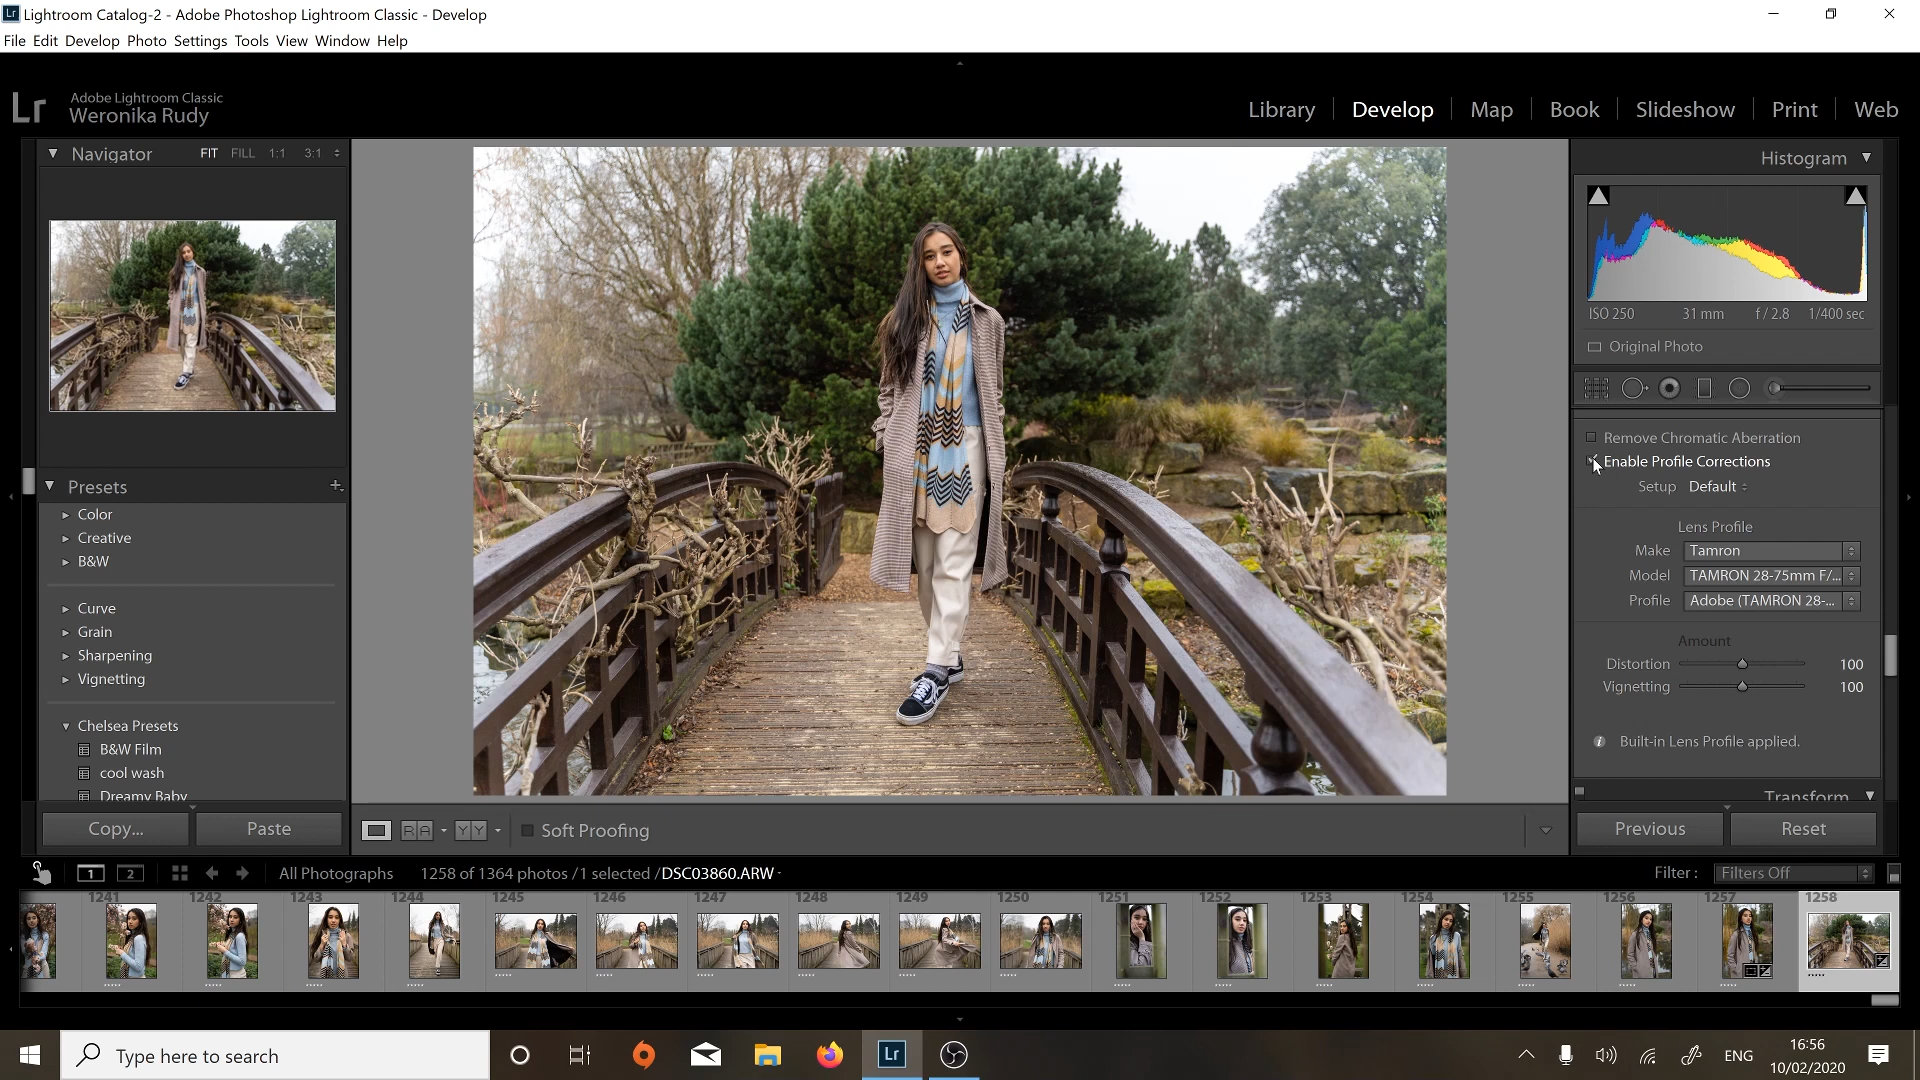 Lightroom Catalog-2 - Adobe Photoshop Lightroom Classic - Develop
File Edit Develop Photo Settings Tools View Window Help
Lr
Adobe Lightroom Classic
Weronika Rudy
Library Develop Map Book Slideshow Print Web
Navigator FIT FILL 1:1 3:1
Histogram
ISO 250 31 mm f / 2.8 1/400 sec
Original Photo
Remove Chromatic Aberration
Enable Profile Corrections
Setup Default
Lens Profile
Make Tamron
Model TAMRON 28-75mm F/...
Profile Adobe (TAMRON 28-...
Amount
Distortion 100
Vignetting 100
Built-in Lens Profile applied.
Transform
Previous Reset
Presets
Color
Creative
B&W
Curve
Grain
Sharpening
Vignetting
Chelsea Presets
B&W Film
cool wash
Dreamy Baby
Copy... Paste
R A Y Y Soft Proofing
1 2 All Photographs 1258 of 1364 photos / 1 selected / DSC03860.ARW
Filter : Filters Off
1241 1242 1243 1244 1245 1246 1247 1248 1249 1250 1251 1252 1253 1254 1255 1256 1257 1258
Type here to search
Lr
ENG
16:56
10/02/2020